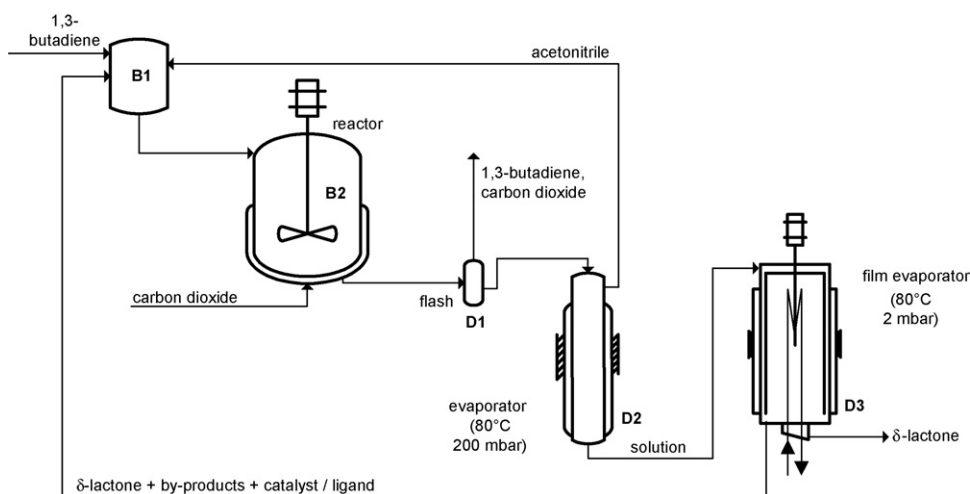 1,3-
butadiene
B1
acetonitrile
reactor
B2
1,3-butadiene,
carbon dioxide
carbon dioxide
flash
D1
film evaporator
(80°C
2 mbar)
evaporator
(80°C
200 mbar)
D2
D3
solution
δ-lactone
δ-lactone + by-products + catalyst / ligand